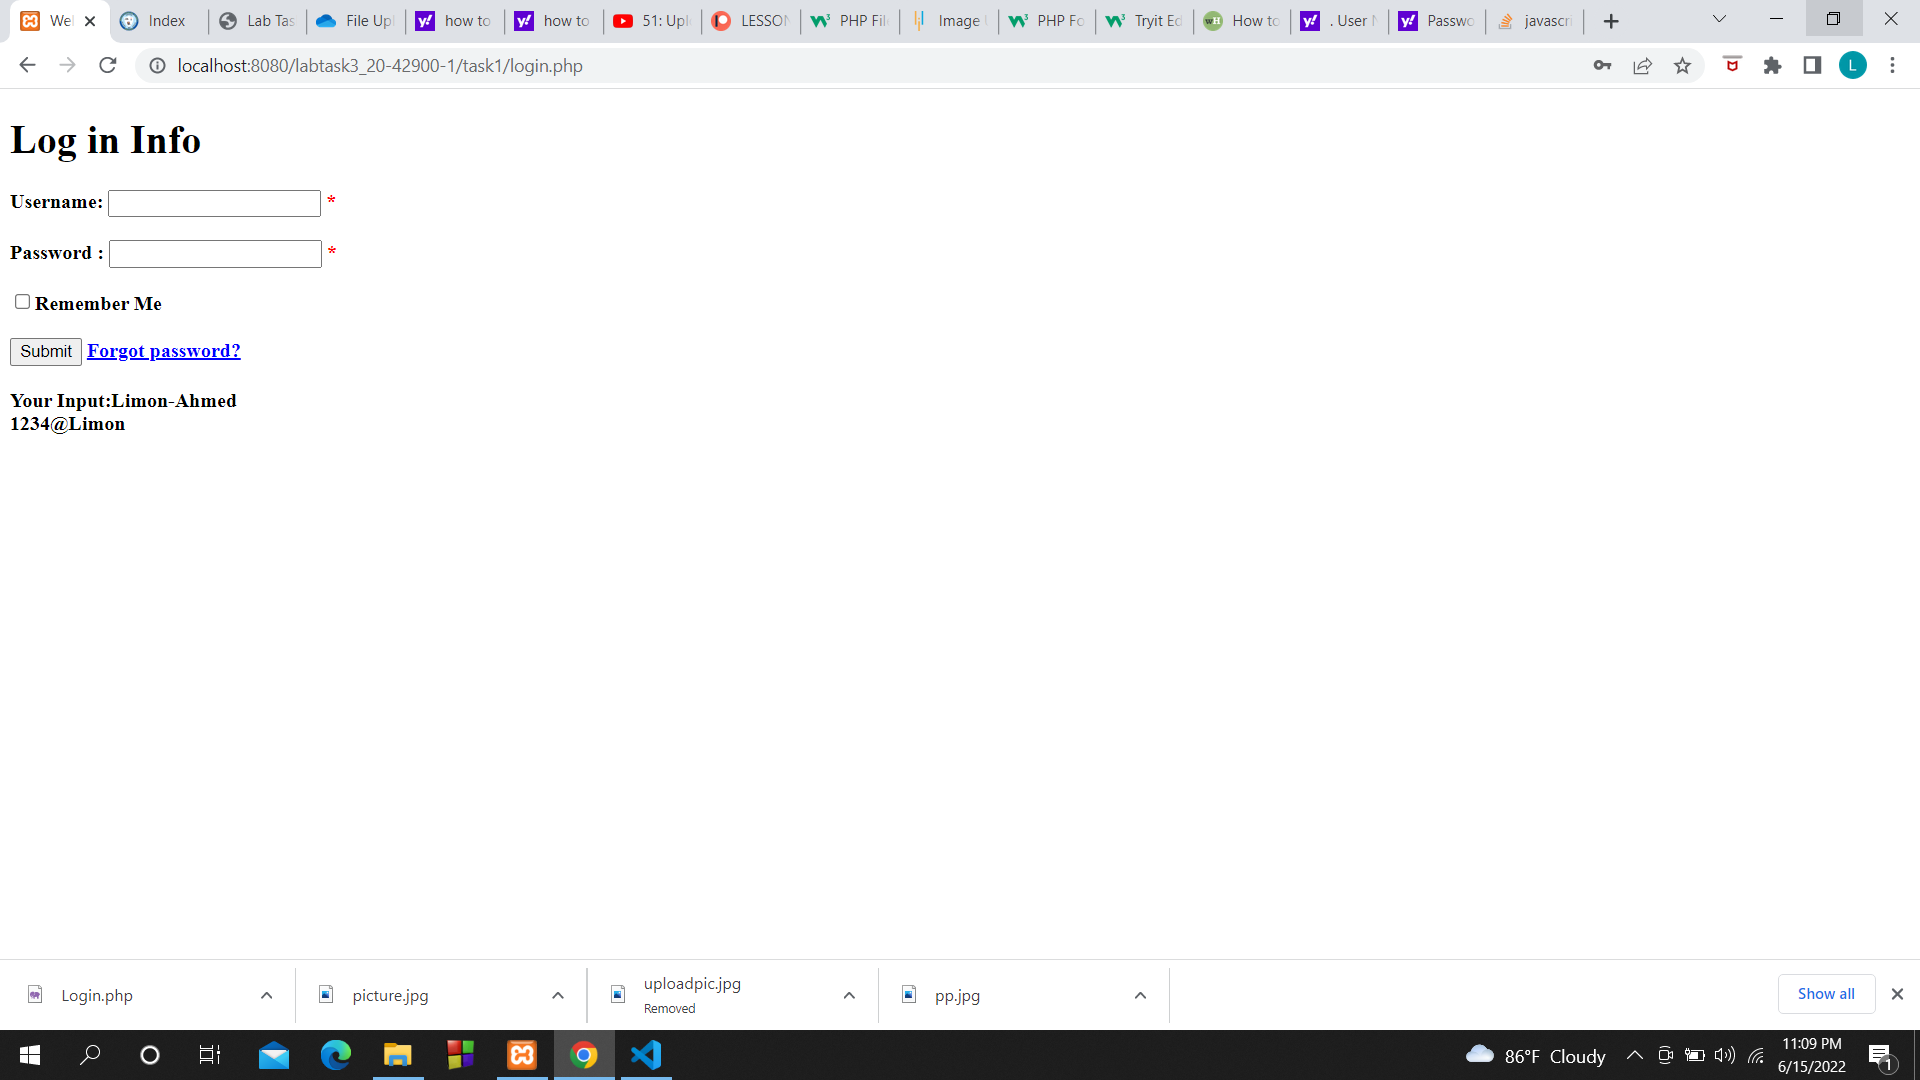 Wel
Index
Lab Tas
File Upl
how to
how to
51: Uplo
LESSON
PHP File
Image U
PHP Fo
Tryit Ed
How to
. User N
Passwo
javascri
localhost:8080/labtask3_20-42900-1/task1/login.php
L
Log in Info
Username: *
Password : *
Remember Me
Submit Forgot password?
Your Input:Limon-Ahmed
1234@Limon
Login.php
picture.jpg
uploadpic.jpg
Removed
pp.jpg
Show all
86°F Cloudy
11:09 PM
6/15/2022
1